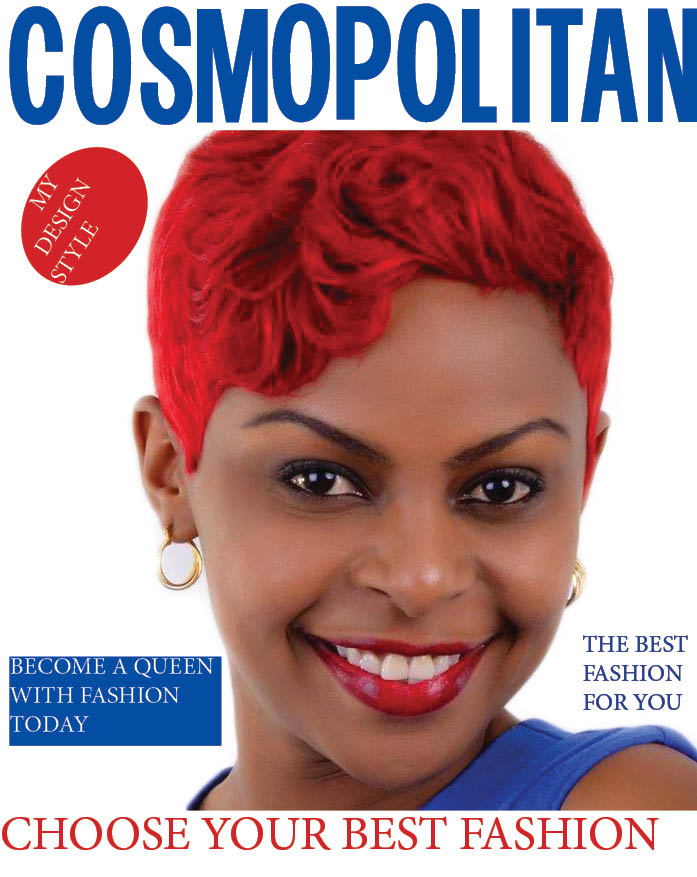 COSMOPOLITAN
MY
DESIGN
STYLE
BECOME A QUEEN
WITH FASHION
TODAY
THE BEST
FASHION
FOR YOU
CHOOSE YOUR BEST FASHION